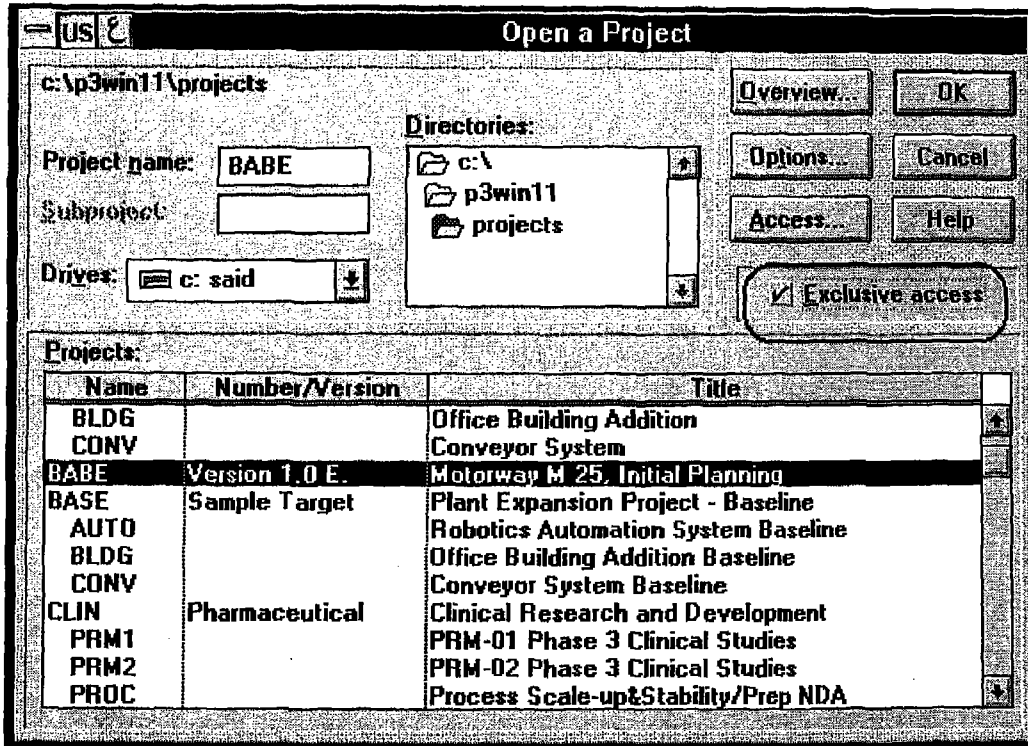 US ع
Open a Project
c:\p3win11\projects
Project name: BABE
Subproject:
Drives: c: said
Directories:
c:\
p3win11
projects
Overview...
OK
Options...
Cancel
Access...
Help
Exclusive access
Projects:
Name Number/Version Title
BLDG Office Building Addition
CONV Conveyor System
BABE Version 1.0 E. Motorway M 25, Initial Planning
BASE Sample Target Plant Expansion Project - Baseline
AUTO Robotics Automation System Baseline
BLDG Office Building Addition Baseline
CONV Conveyor System Baseline
CLIN Pharmaceutical Clinical Research and Development
PRM1 PRM-01 Phase 3 Clinical Studies
PRM2 PRM-02 Phase 3 Clinical Studies
PROC Process Scale-up&Stability/Prep NDA